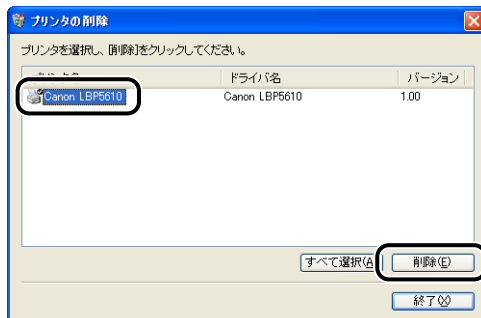 プリンタの削除
プリンタを選択し、[削除]をクリックしてください。
ドライバ名 バージョン
Canon LBP5610 Canon LBP5610 1.00
すべて選択(A
削除(E)
終了(X)